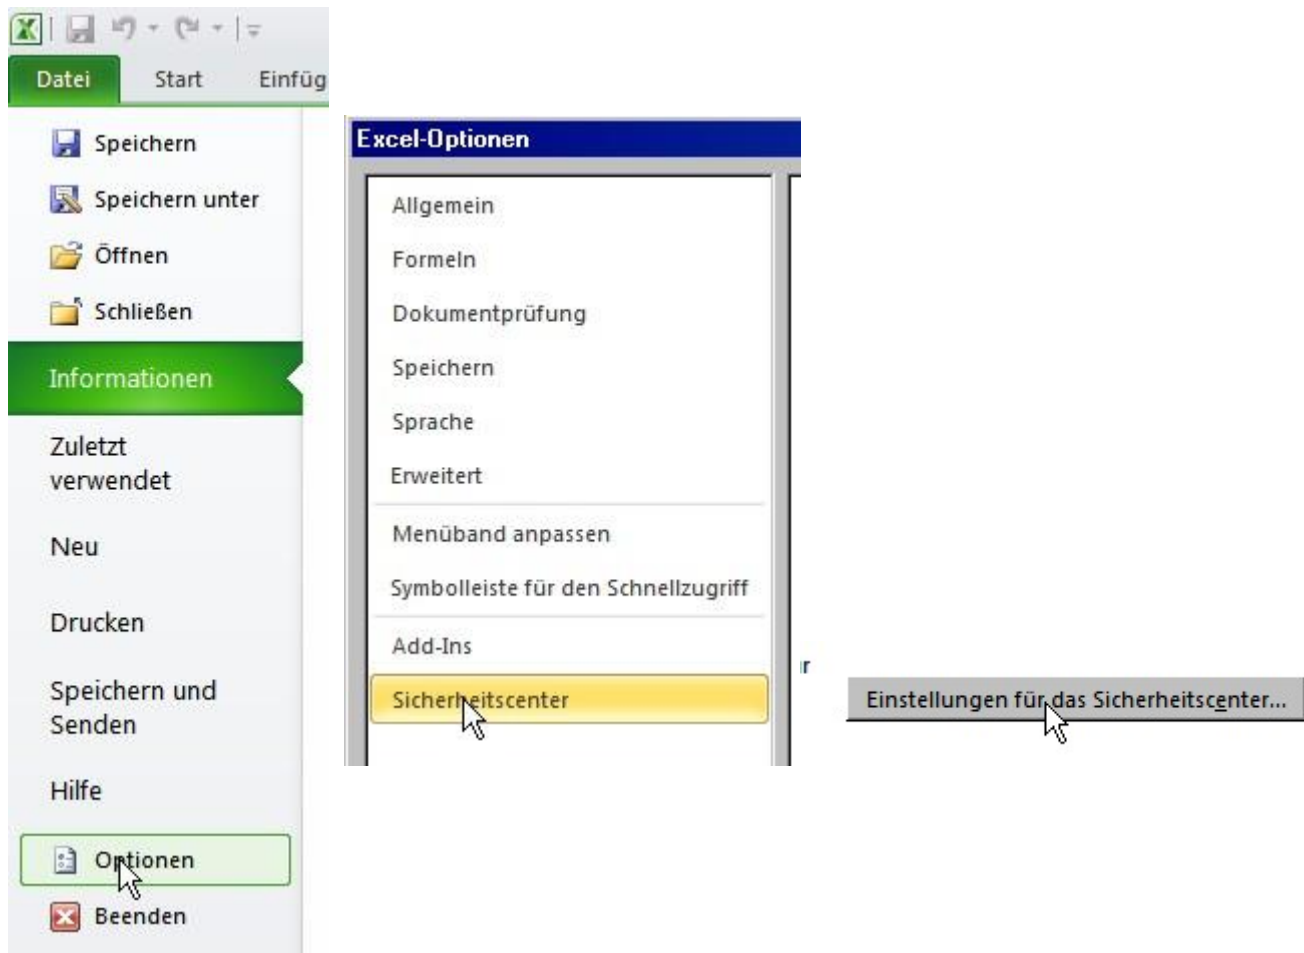 Datei Start Einfüg
Speichern
Speichern unter
Öffnen
Schließen
Informationen
Zuletzt
verwendet
Neu
Drucken
Speichern und
Senden
Hilfe
Optionen
Beenden
Excel-Optionen
Allgemein
Formeln
Dokumentprüfung
Speichern
Sprache
Erweitert
Menüband anpassen
Symbolleiste für den Schnellzugriff
Add-Ins
Sicherheitscenter
Einstellungen für das Sicherheitscenter...